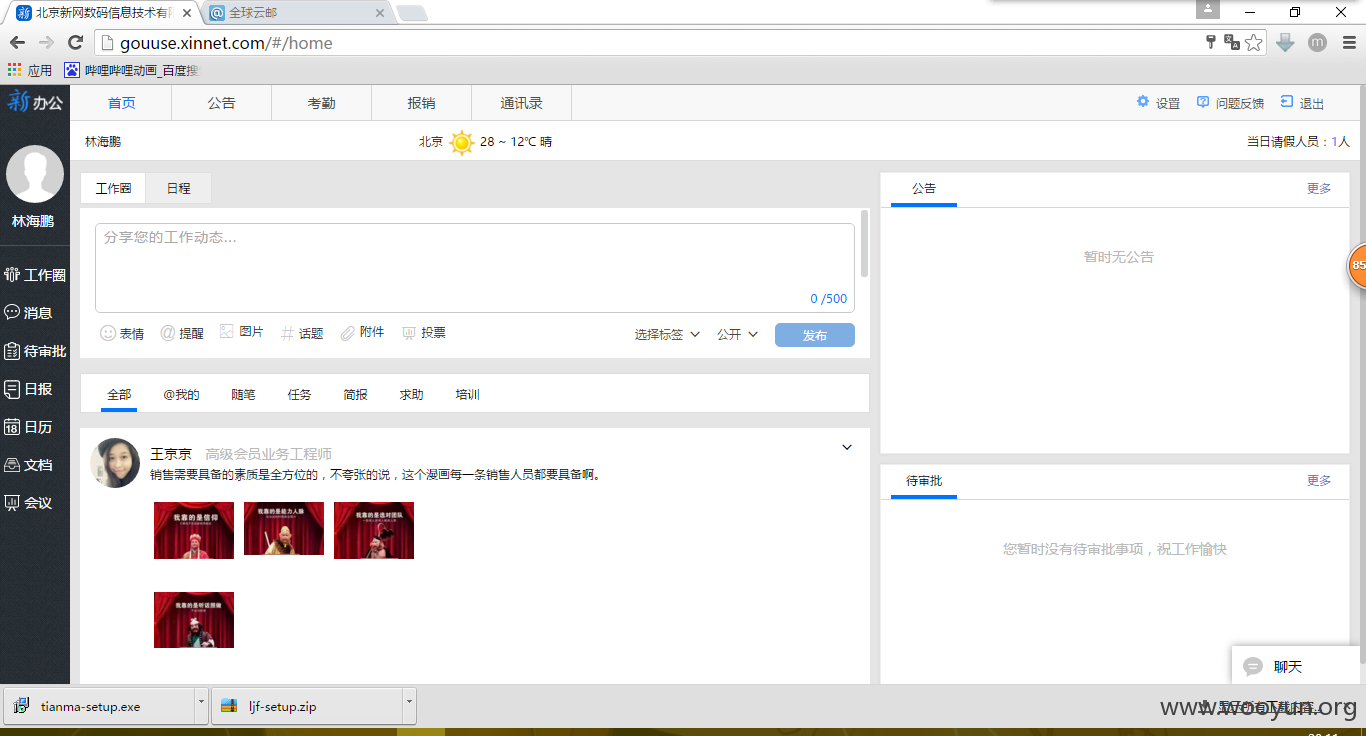 北京新网数码信息技术有限
全球云邮
gouuse.xinnet.com/#/home
m
应用
哔哩哔哩动画_百度搜
新办公
首页
公告
考勤
报销
通讯录
设置
问题反馈
退出
林海鹏
北京
28 ~ 12℃ 晴
当日请假人员：1人
林海鹏
工作圈
消息
待审批
日报
18 日历
文档
会议
工作圈
日程
分享您的工作动态...
0 /500
表情
@ 提醒
图片
# 话题
附件
投票
选择标签
公开
发布
全部
@我的
随笔
任务
简报
求助
培训
王京京 高级会员业务工程师
销售需要具备的素质是全方位的，不夸张的说，这个漫画每一条销售人员都要具备啊。
我靠的是信仰
我靠的是能力人脉
我靠的是选对团队
我靠的是听话照做
公告
更多
暂时无公告
85
待审批
更多
您暂时没有待审批事项，祝工作愉快
聊天
tianma-setup.exe
ljf-setup.zip
www.wooyun.org